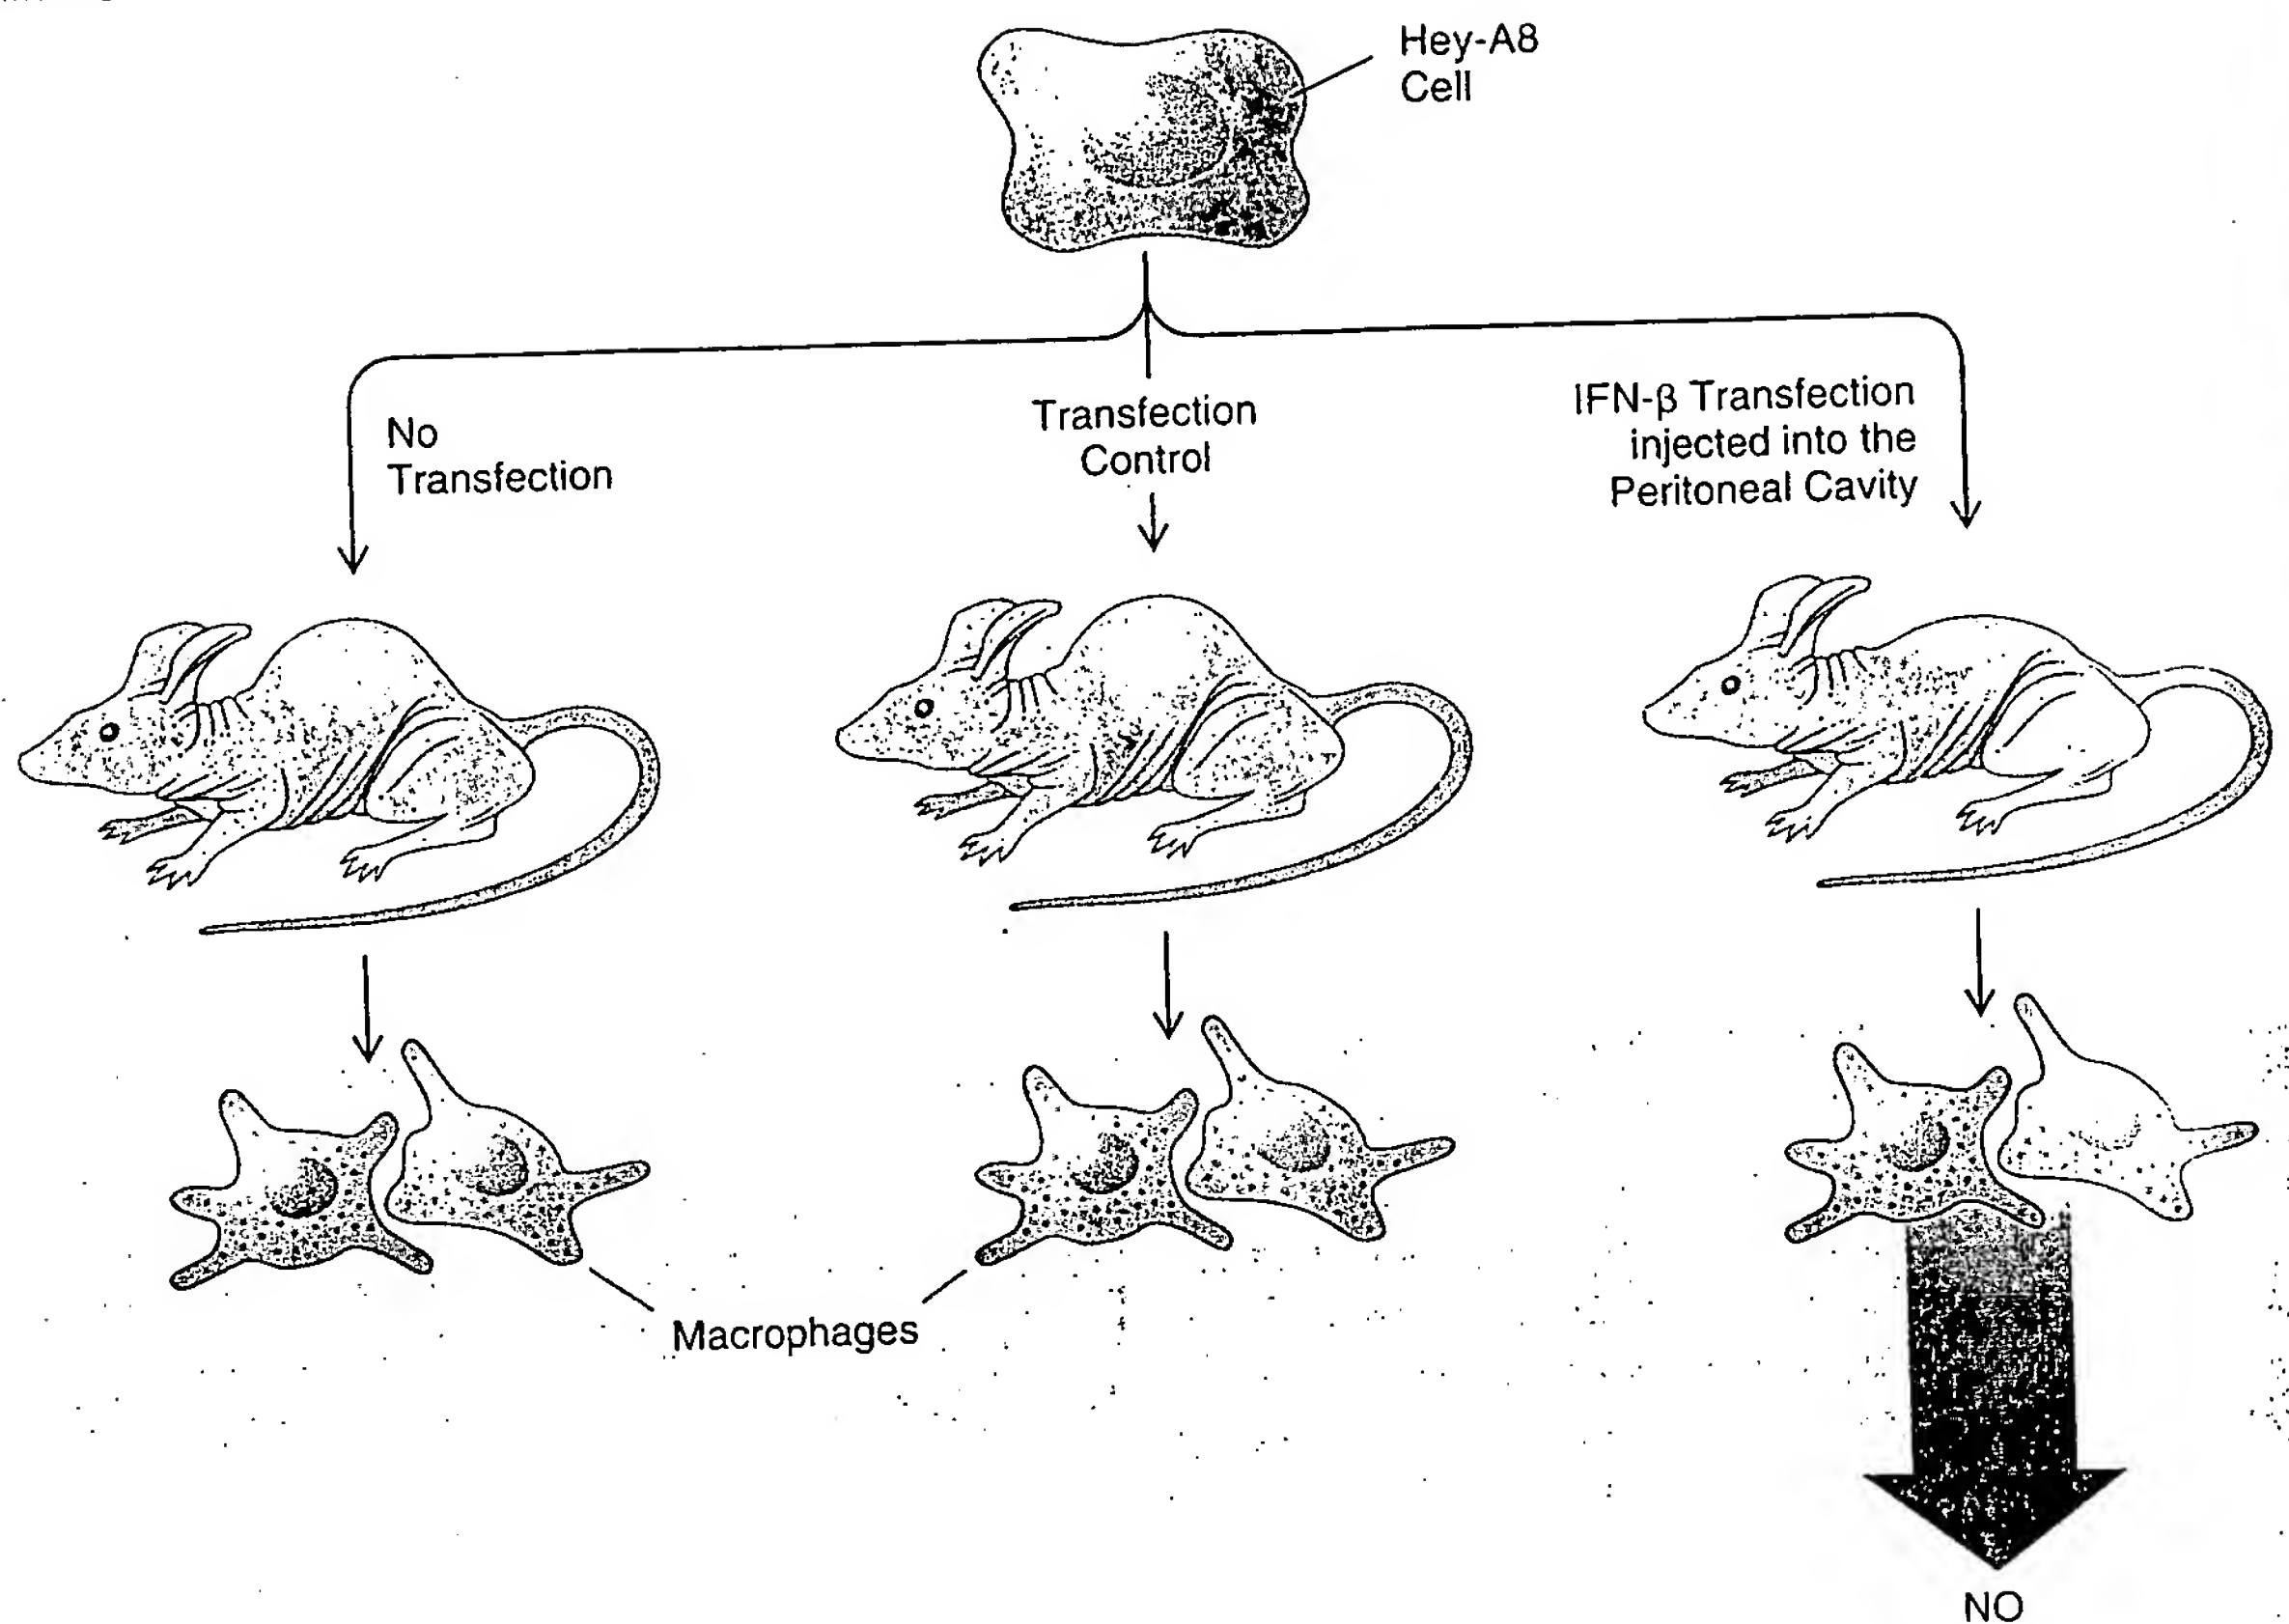 Hey-A8
Cell
No
Transfection
Transfection
Control
IFN-β Transfection
injected into the
Peritoneal Cavity
Macrophages
NO